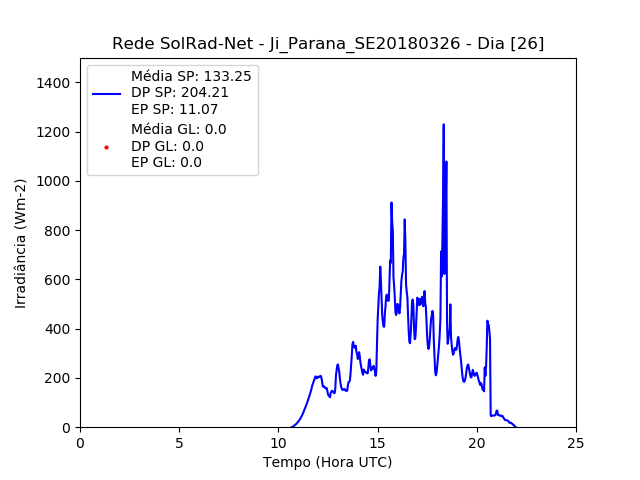 Rede SolRad-Net - Ji_Parana_SE20180326 - Dia [26]
Média SP: 133.25
DP SP: 204.21
EP SP: 11.07
Média GL: 0.0
DP GL: 0.0
EP GL: 0.0
Irradiância (Wm-2)
1400
1200
1000
800
600
400
200
0
0 5 10 15 20 25
Tempo (Hora UTC)